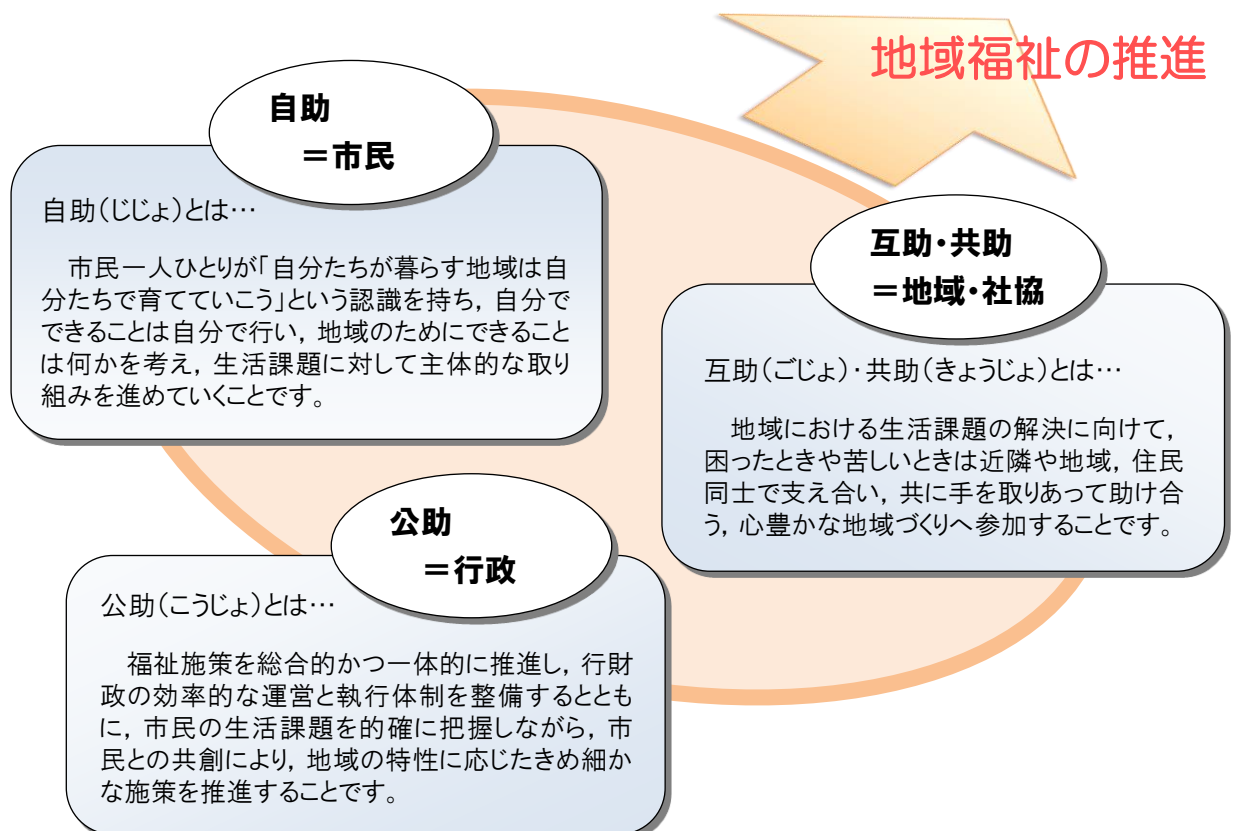 地域福祉の推進
自助
＝市民
自助（じじょ）とは…
市民一人ひとりが「自分たちが暮らす地域は自
分たちで育てていこう」という認識を持ち，自分で
できることは自分で行い，地域のためにできること
は何かを考え，生活課題に対して主体的な取り
組みを進めていくことです。
互助・共助
＝地域・社協
互助（ごじょ）・共助（きょうじょ）とは…
地域における生活課題の解決に向けて，
困ったときや苦しいときは近隣や地域，住民
同士で支え合い，共に手を取りあって助け合
う，心豊かな地域づくりへ参加することです。
公助
＝行政
公助（こうじょ）とは…
福祉施策を総合的かつ一体的に推進し，行財
政の効率的な運営と執行体制を整備するととも
に，市民の生活課題を的確に把握しながら，市
民との共創により，地域の特性に応じたきめ細か
な施策を推進することです。